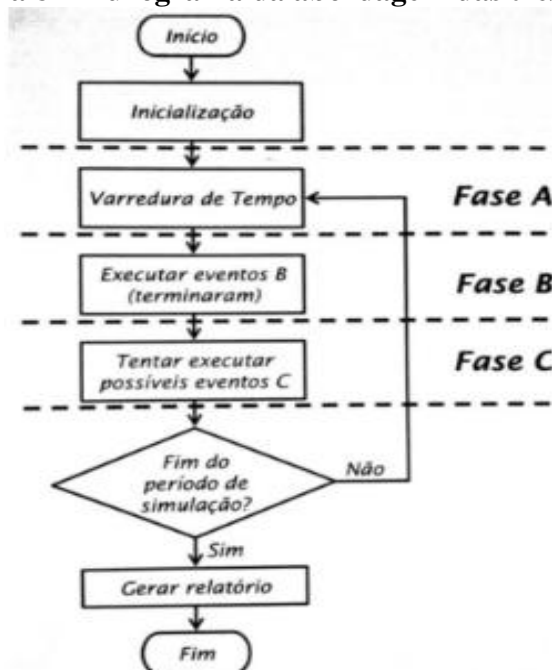 Início
Inicialização
Varredura de Tempo
Fase A
Executar eventos B
(terminaram)
Fase B
Tentar executar
possíveis eventos C
Fase C
Fim do
período de
simulação?
Não
Sim
Gerar relatório
Fim